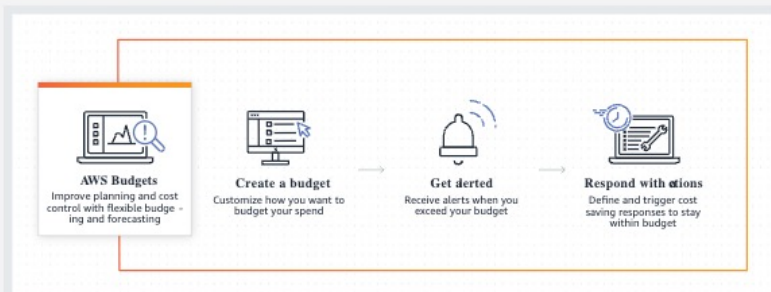 AWS Budgets
Improve planning and cost
control with flexible budge -
ing and forecasting
Create a budget
Customize how you want to
budget your spend
Get alerted
Receive alerts when you
exceed your budget
Respond with actions
Define and trigger cost
saving responses to stay
within budget